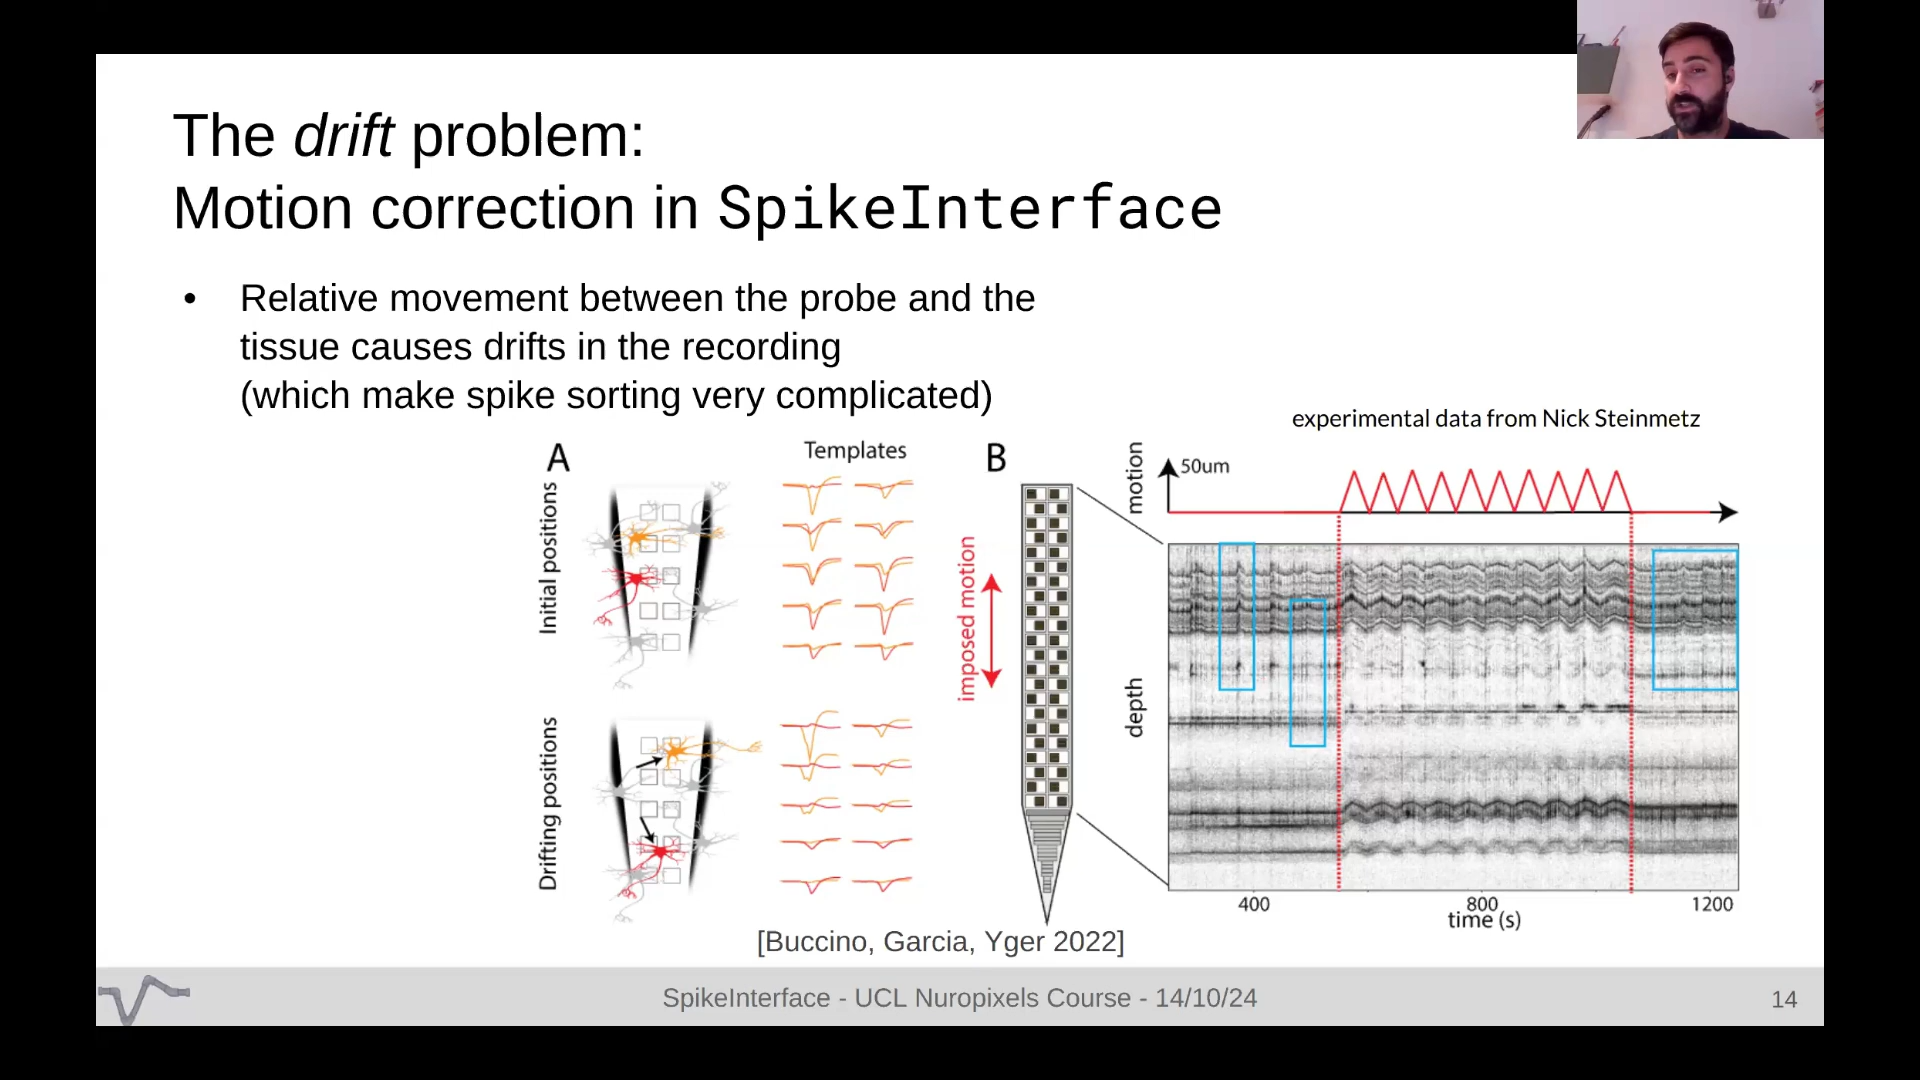 The drift problem:
Motion correction in SpikeInterface
• Relative movement between the probe and the
tissue causes drifts in the recording
(which make spike sorting very complicated)
experimental data from Nick Steinmetz
A
Templates
Initial positions
Drifting positions
B
imposed motion
motion
50um
depth
400
800
1200
time (s)
[Buccino, Garcia, Yger 2022]
SpikeInterface - UCL Nuropixels Course - 14/10/24
14